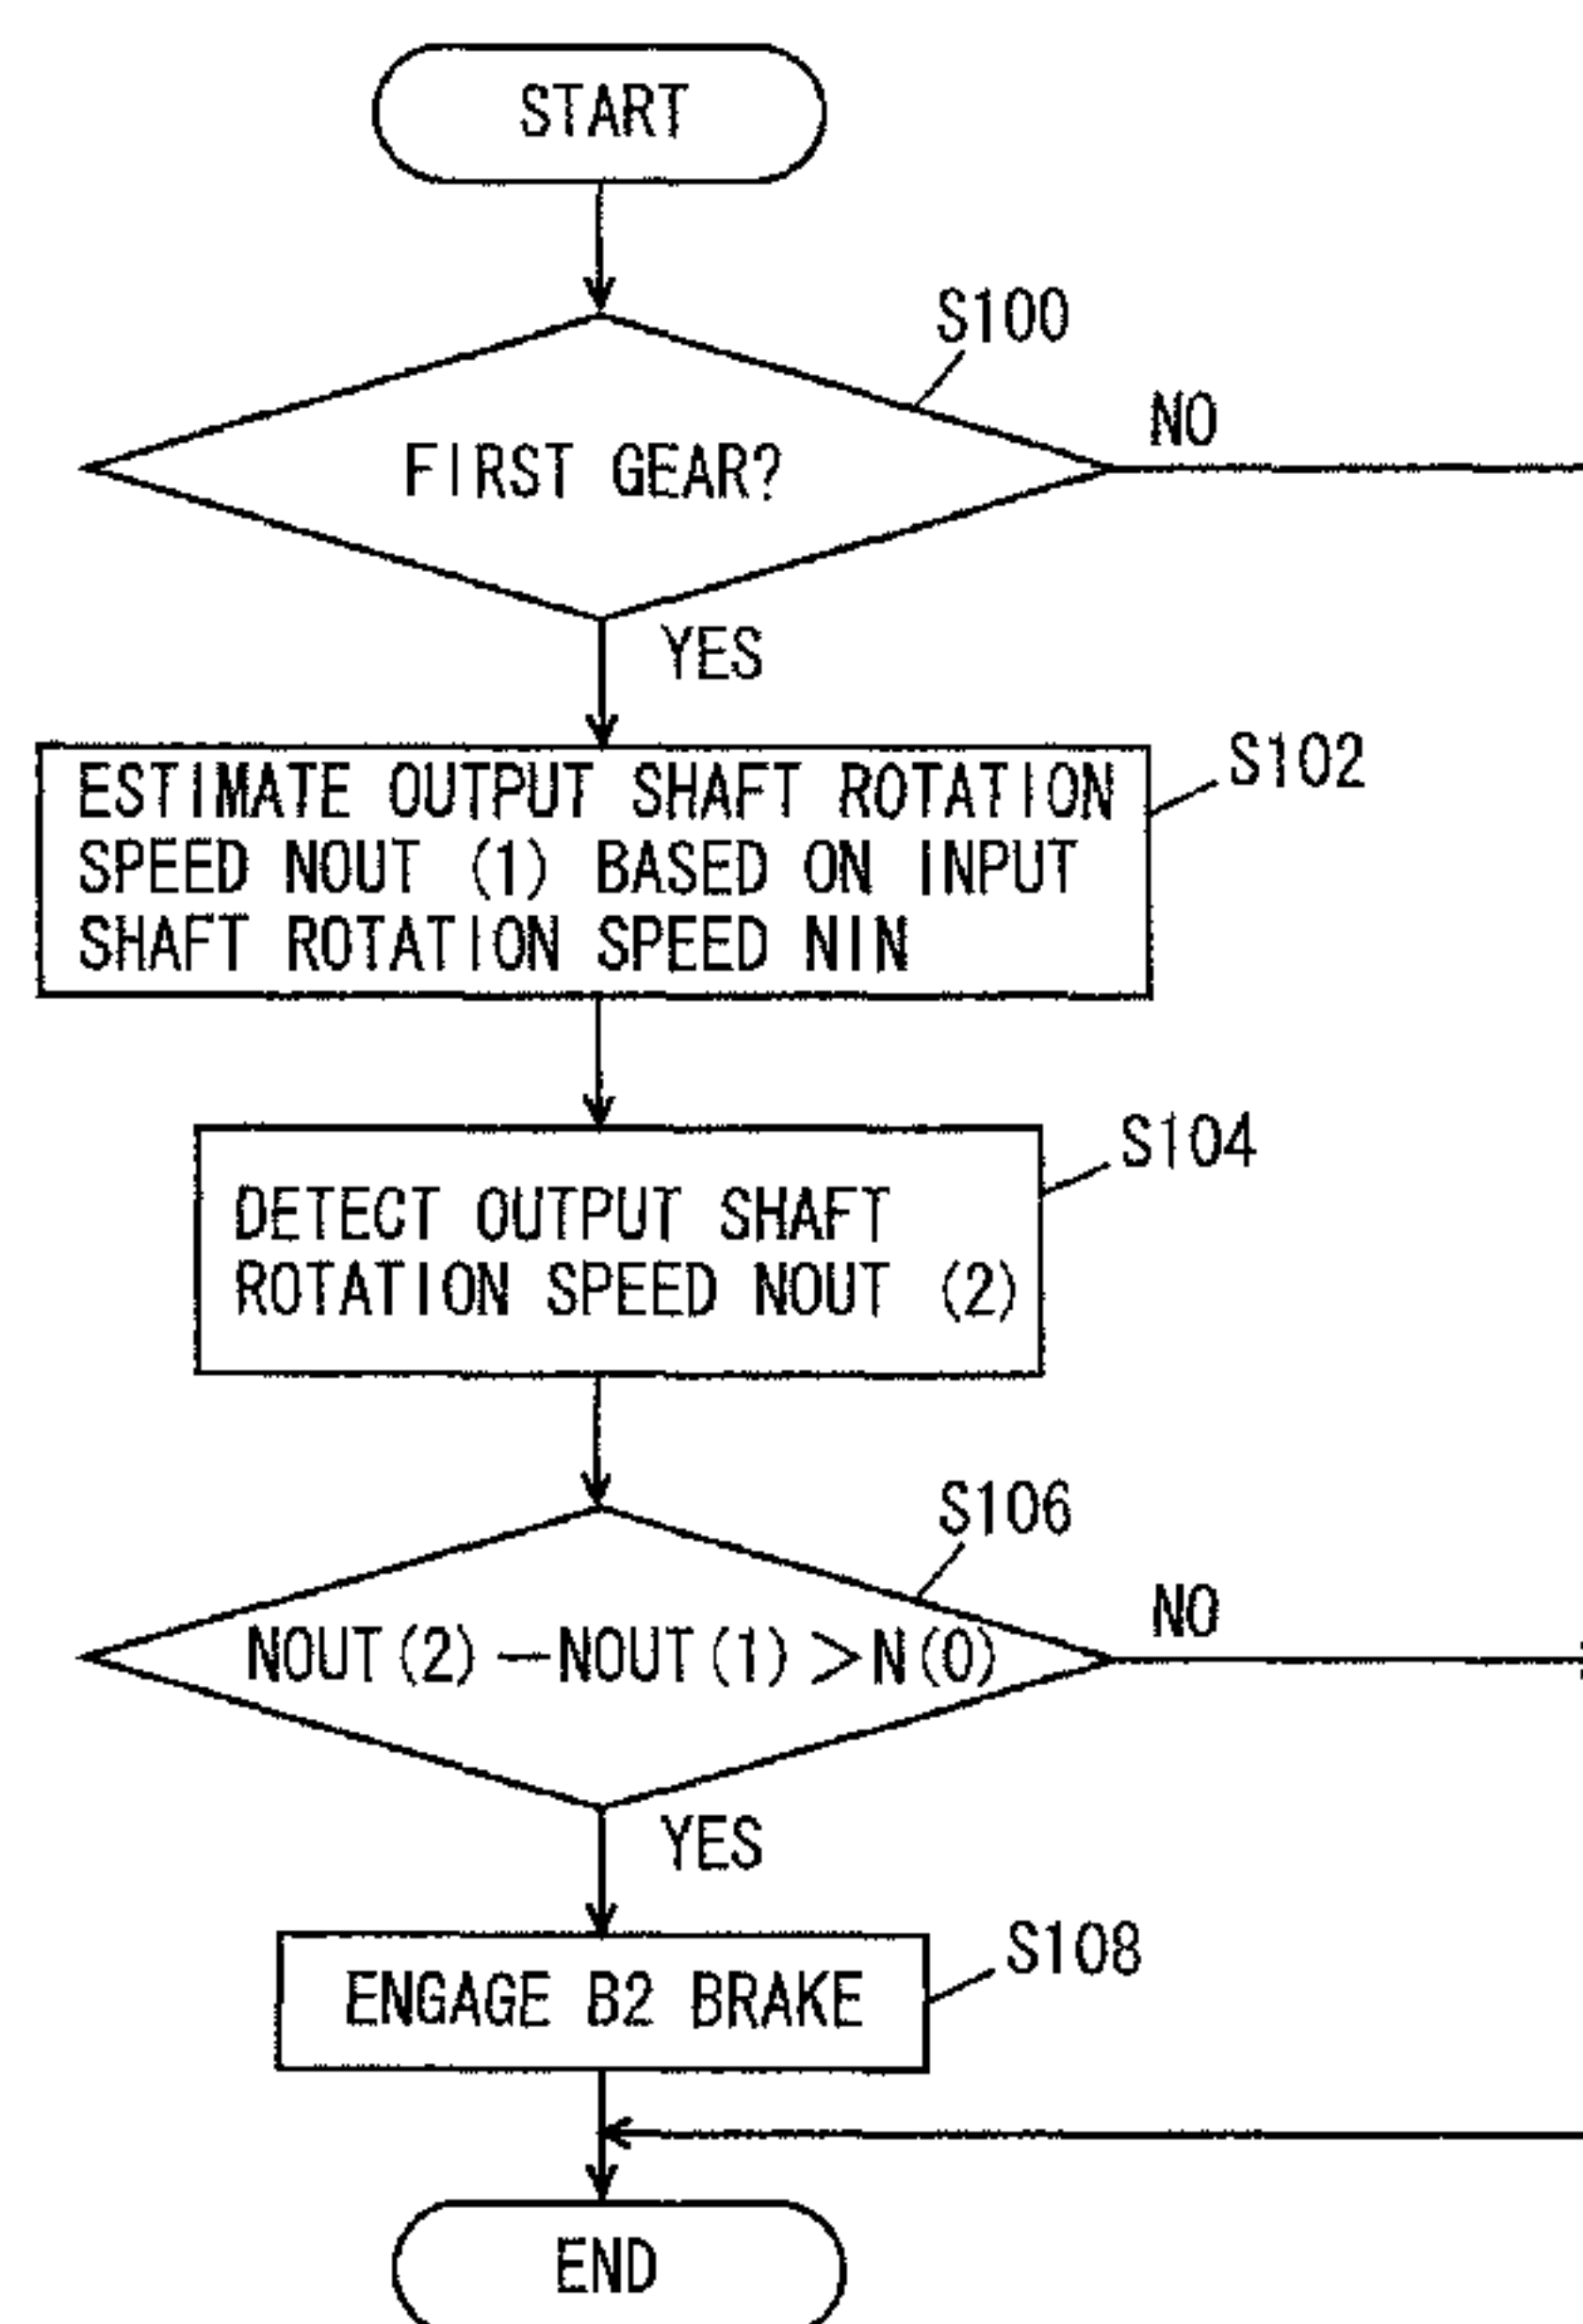 START
S100
FIRST GEAR?
NO
YES
S102
ESTIMATE OUTPUT SHAFT ROTATION
SPEED NOUT (1) BASED ON INPUT
SHAFT ROTATION SPEED NIN
S104
DETECT OUTPUT SHAFT
ROTATION SPEED NOUT (2)
S106
NOUT(2)—NOUT(1)>N(0)
NO
YES
S108
ENGAGE B2 BRAKE
END